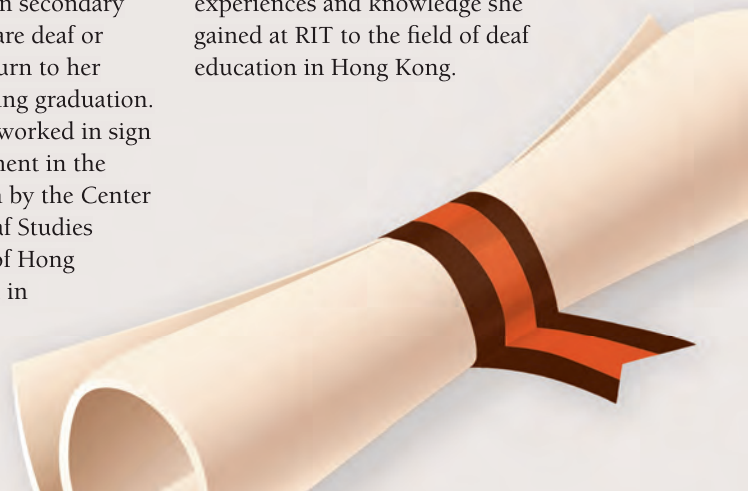 n secondary
are deaf or
urn to her
ing graduation.
worked in sign
ment in the
by the Center
af Studies
of Hong
in
experiences and knowledge she
gained at RIT to the field of deaf
education in Hong Kong.